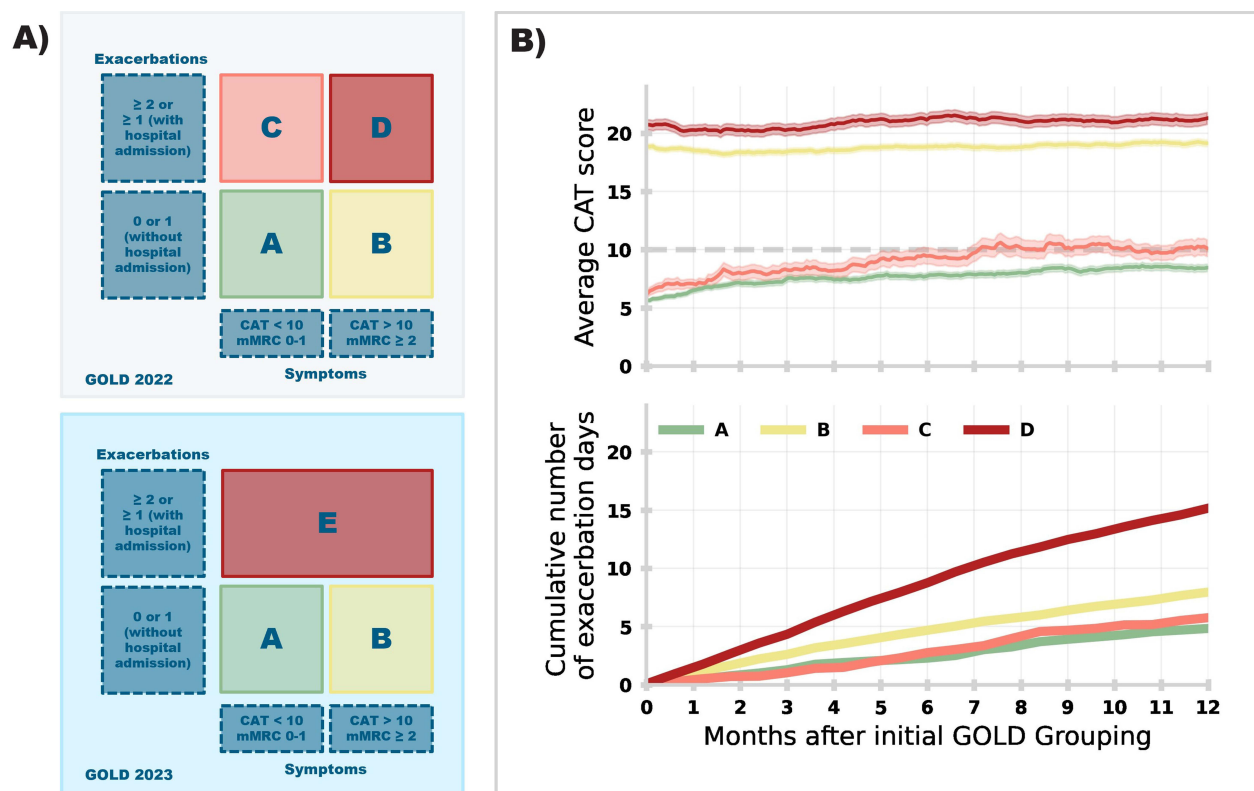 A)
Exacerbations
≥ 2 or
≥ 1 (with
hospital
admission)
C
D
0 or 1
(without
hospital
admission)
A
B
CAT < 10
mMRC 0-1
CAT > 10
mMRC ≥ 2
Symptoms
GOLD 2022
Exacerbations
≥ 2 or
≥ 1 (with
hospital
admission)
E
0 or 1
(without
hospital
admission)
A
B
CAT < 10
mMRC 0-1
CAT > 10
mMRC ≥ 2
Symptoms
GOLD 2023
B)
Average CAT score
20
15
10
5
0
Cumulative number
of exacerbation days
A
B
C
D
20
15
10
5
0
0 1 2 3 4 5 6 7 8 9 10 11 12
Months after initial GOLD Grouping